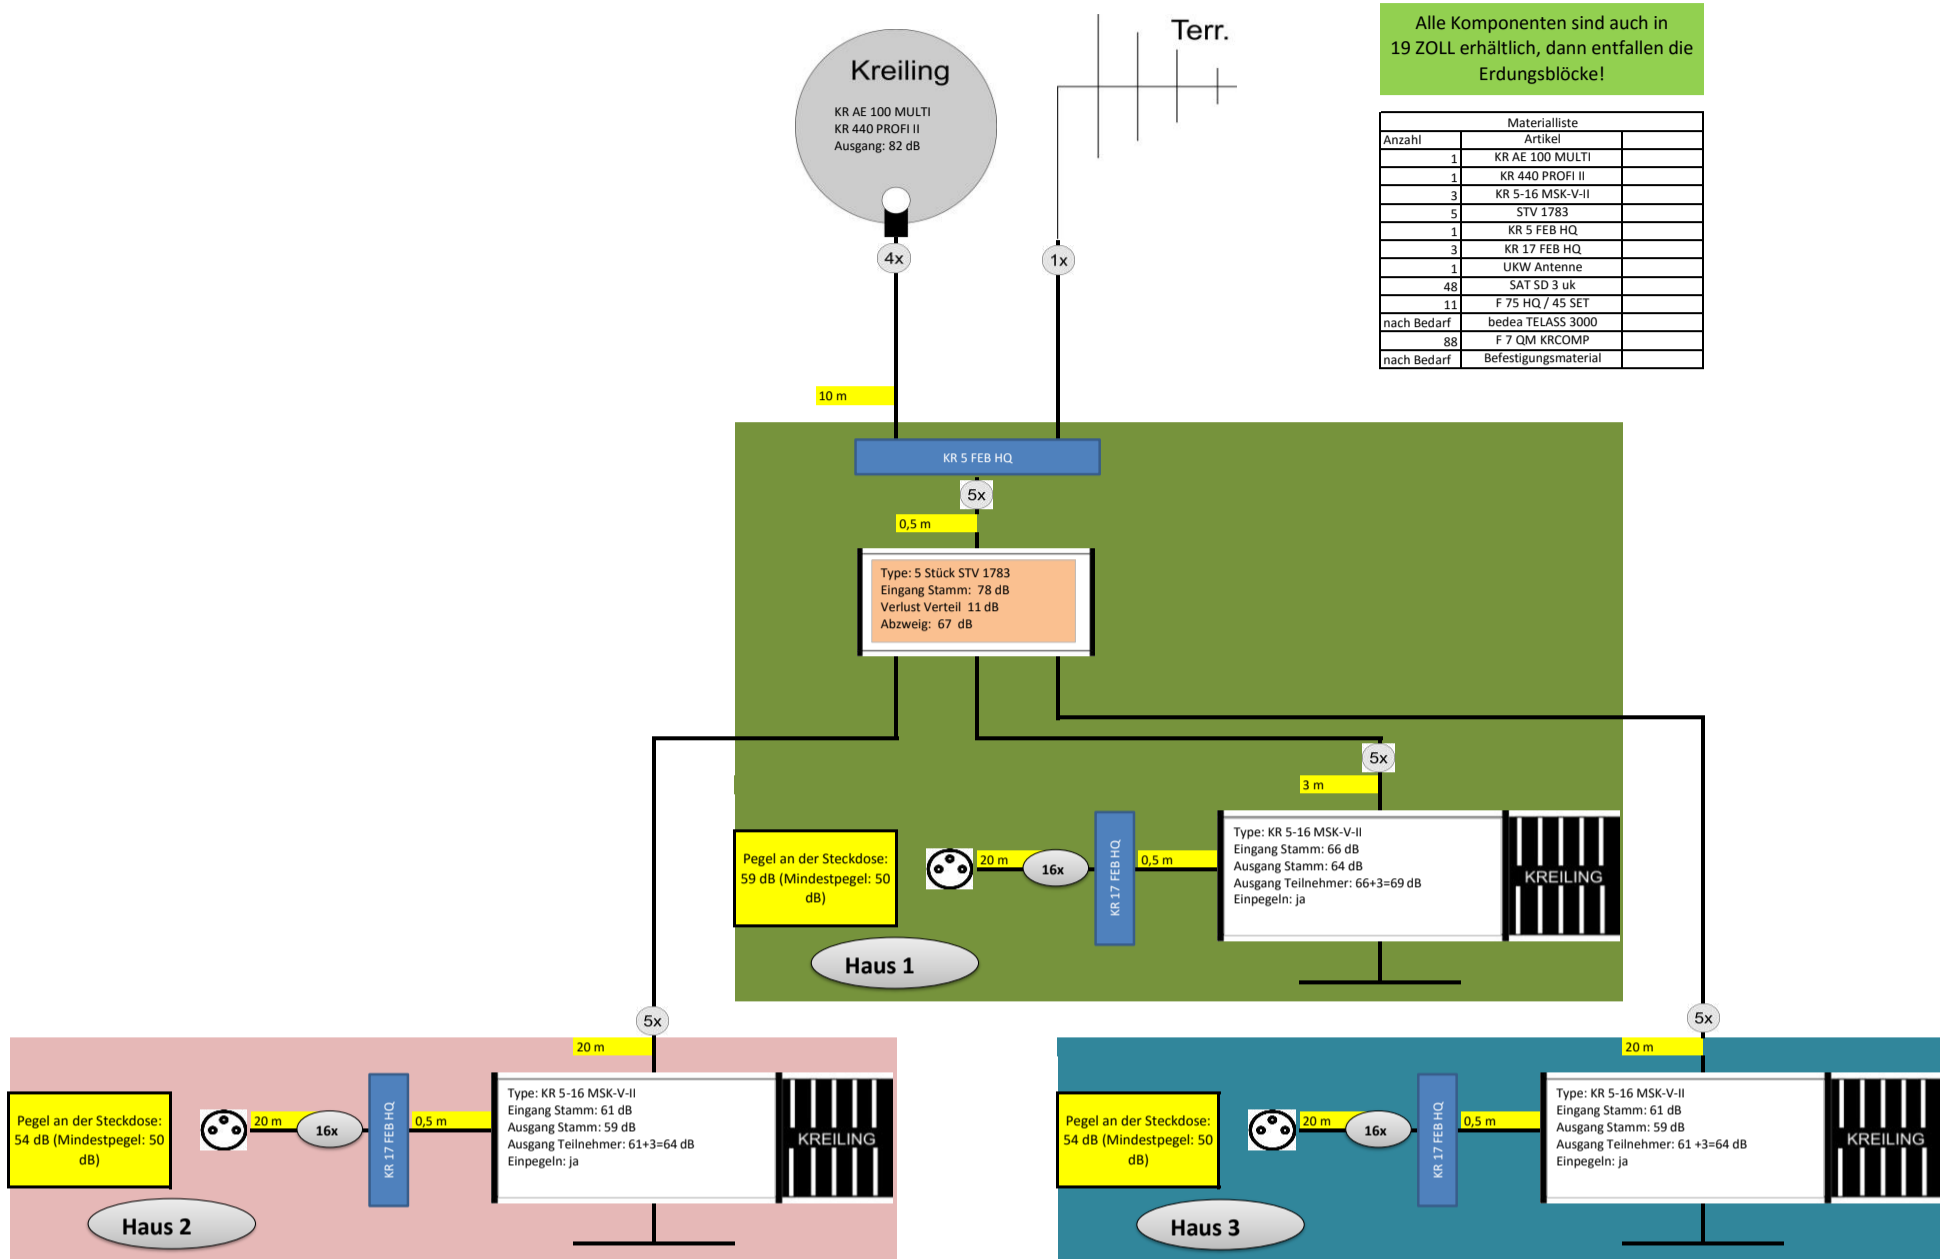 Kreiling
KR AE 100 MULTI
KR 440 PROFI II
Ausgang: 82 dB
Terr.
Alle Komponenten sind auch in
19 ZOLL erhältlich, dann entfallen die
Erdungsblöcke!
Materialliste
Anzahl Artikel
1 KR AE 100 MULTI
1 KR 440 PROFI II
3 KR 5-16 MSK-V-II
5 STV 1783
1 KR 5 FEB HQ
3 KR 17 FEB HQ
1 UKW Antenne
48 SAT SD 3 uk
11 F 75 HQ / 45 SET
nach Bedarf bedea TELASS 3000
88 F 7 QM KRCOMP
nach Bedarf Befestigungsmaterial
4x
1x
10 m
KR 5 FEB HQ
5x
0,5 m
Type: 5 Stück STV 1783
Eingang Stamm: 78 dB
Verlust Verteil 11 dB
Abzweig: 67 dB
5x
3 m
Pegel an der Steckdose:
59 dB (Mindestpegel: 50
dB)
20 m
16x
KR 17 FEB HQ
0,5 m
Type: KR 5-16 MSK-V-II
Eingang Stamm: 66 dB
Ausgang Stamm: 64 dB
Ausgang Teilnehmer: 66+3=69 dB
Einpegeln: ja
KREILING
Haus 1
5x
20 m
Pegel an der Steckdose:
54 dB (Mindestpegel: 50
dB)
20 m
16x
KR 17 FEB HQ
0,5 m
Type: KR 5-16 MSK-V-II
Eingang Stamm: 61 dB
Ausgang Stamm: 59 dB
Ausgang Teilnehmer: 61+3=64 dB
Einpegeln: ja
KREILING
Haus 2
5x
20 m
Pegel an der Steckdose:
54 dB (Mindestpegel: 50
dB)
20 m
16x
KR 17 FEB HQ
0,5 m
Type: KR 5-16 MSK-V-II
Eingang Stamm: 61 dB
Ausgang Stamm: 59 dB
Ausgang Teilnehmer: 61 +3=64 dB
Einpegeln: ja
KREILING
Haus 3